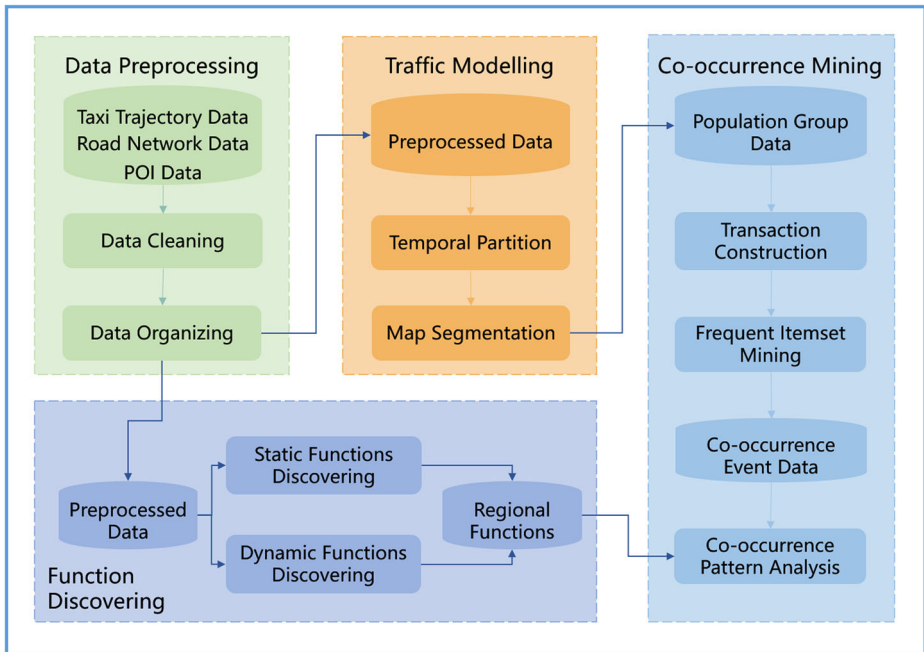 Data Preprocessing
Taxi Trajectory Data
Road Network Data
POI Data
Data Cleaning
Data Organizing
Traffic Modelling
Preprocessed Data
Temporal Partition
Map Segmentation
Co-occurrence Mining
Population Group
Data
Transaction
Construction
Frequent Itemset
Mining
Co-occurrence
Event Data
Co-occurrence
Pattern Analysis
Preprocessed
Data
Static Functions
Discovering
Dynamic Functions
Discovering
Regional
Functions
Function
Discovering